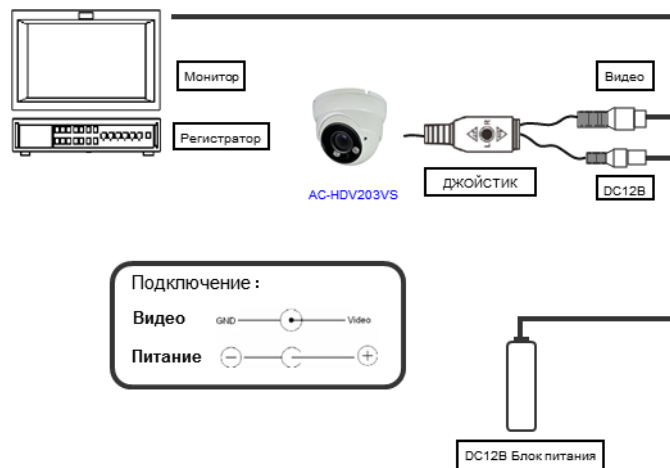 Монитор
Видео
Регистратор
ДЖОЙСТИК
DC12В
AC-HDV203VS
Подключение:
Видео GND Video
Питание - +
DC12В Блок питания